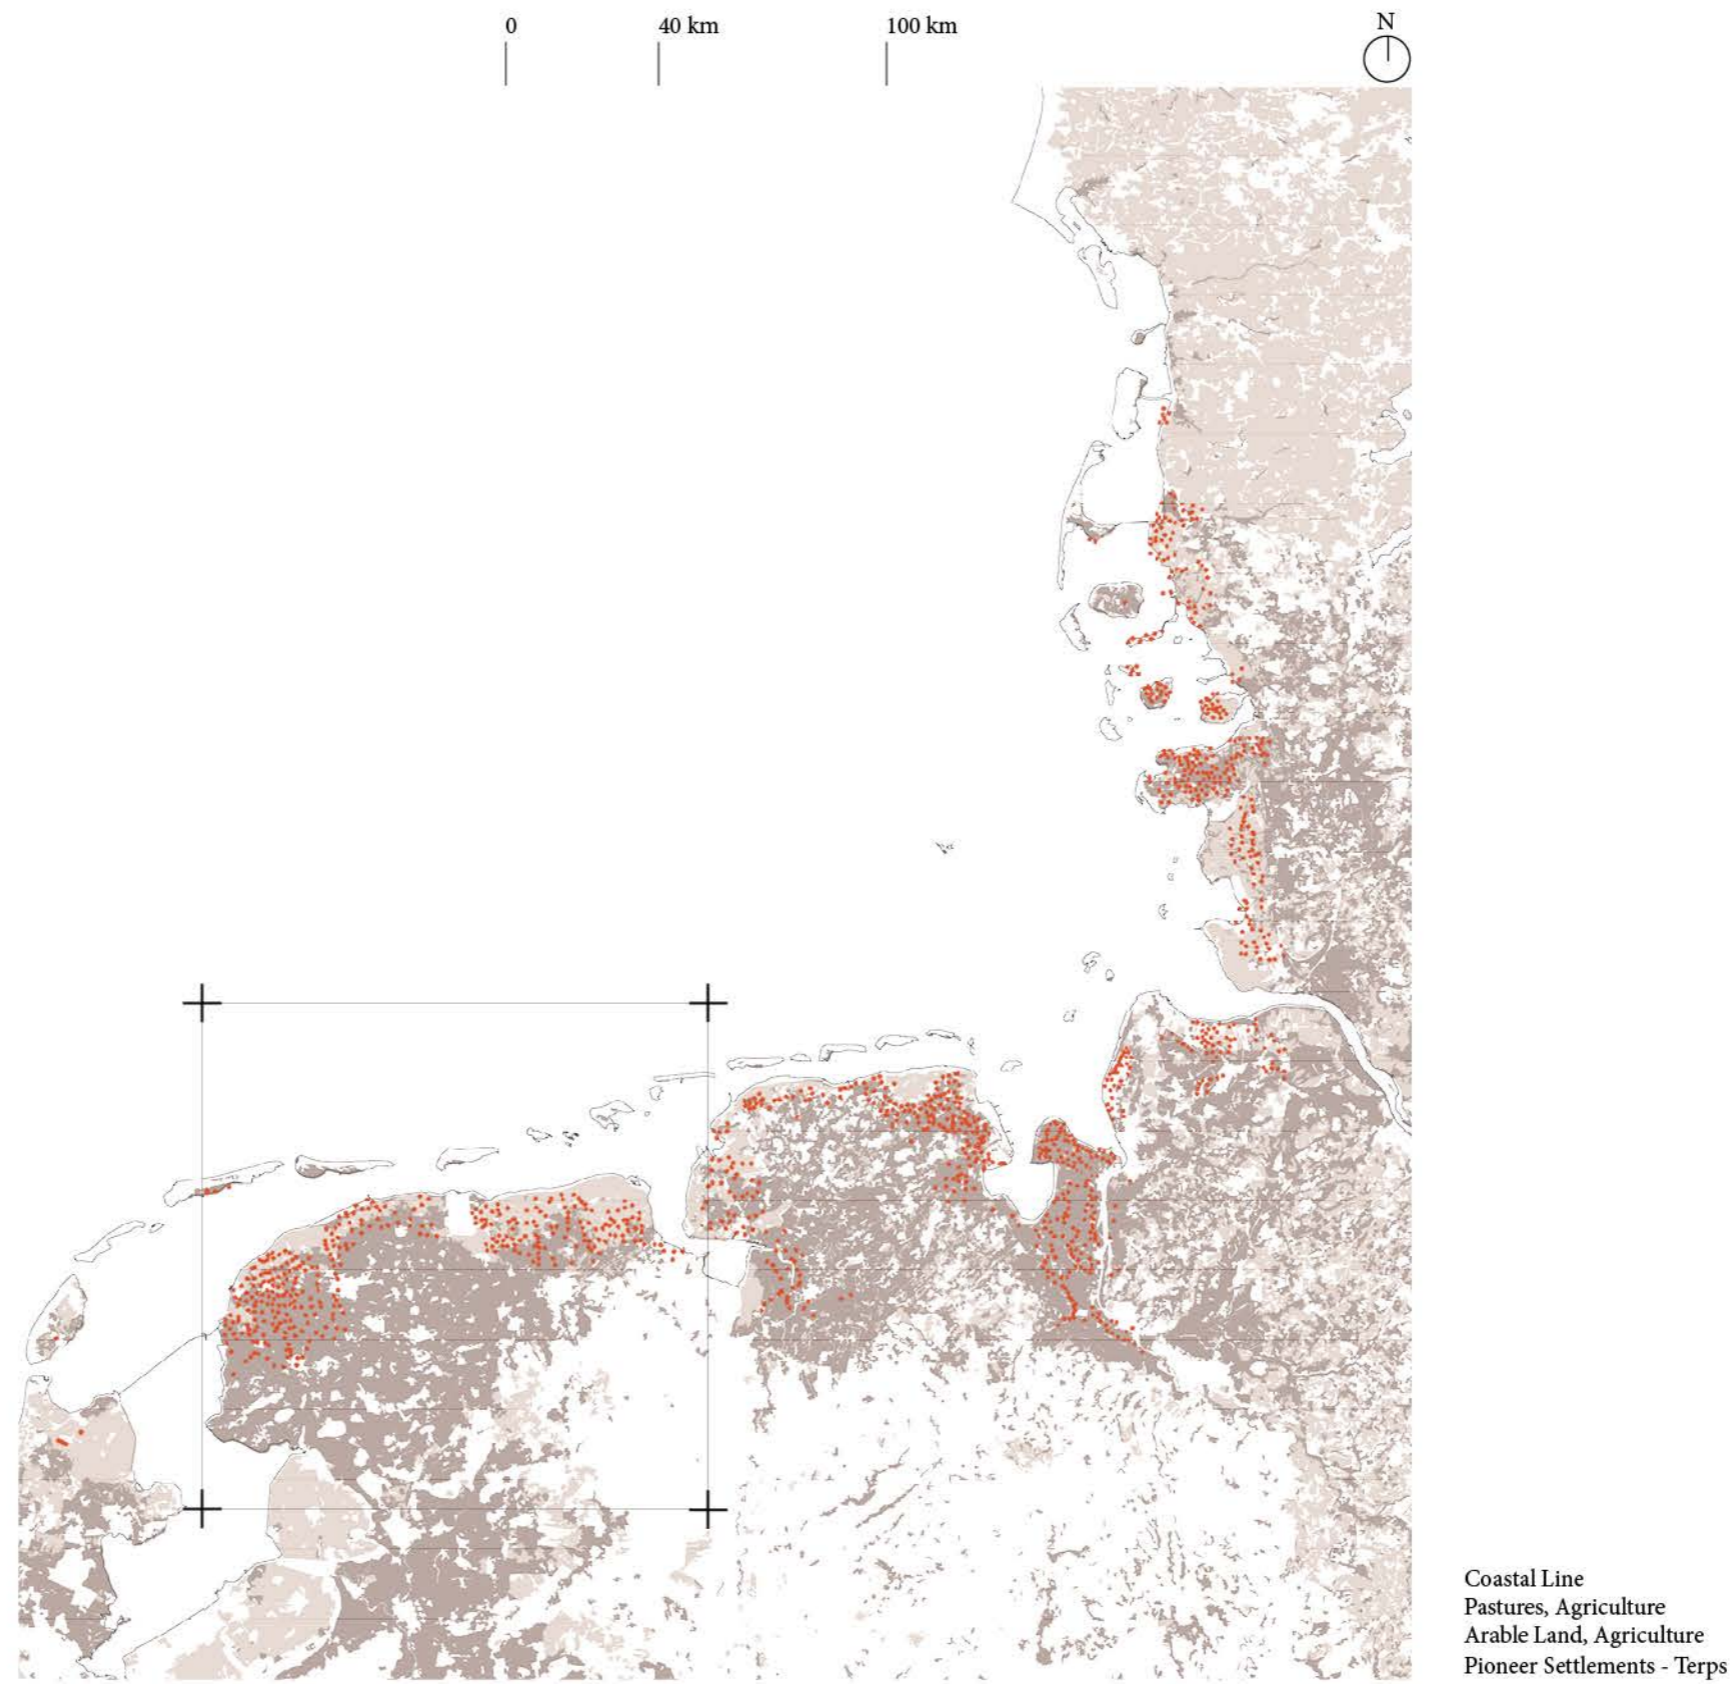 0 40 km 100 km N
Coastal Line
Pastures, Agriculture
Arable Land, Agriculture
Pioneer Settlements - Terps